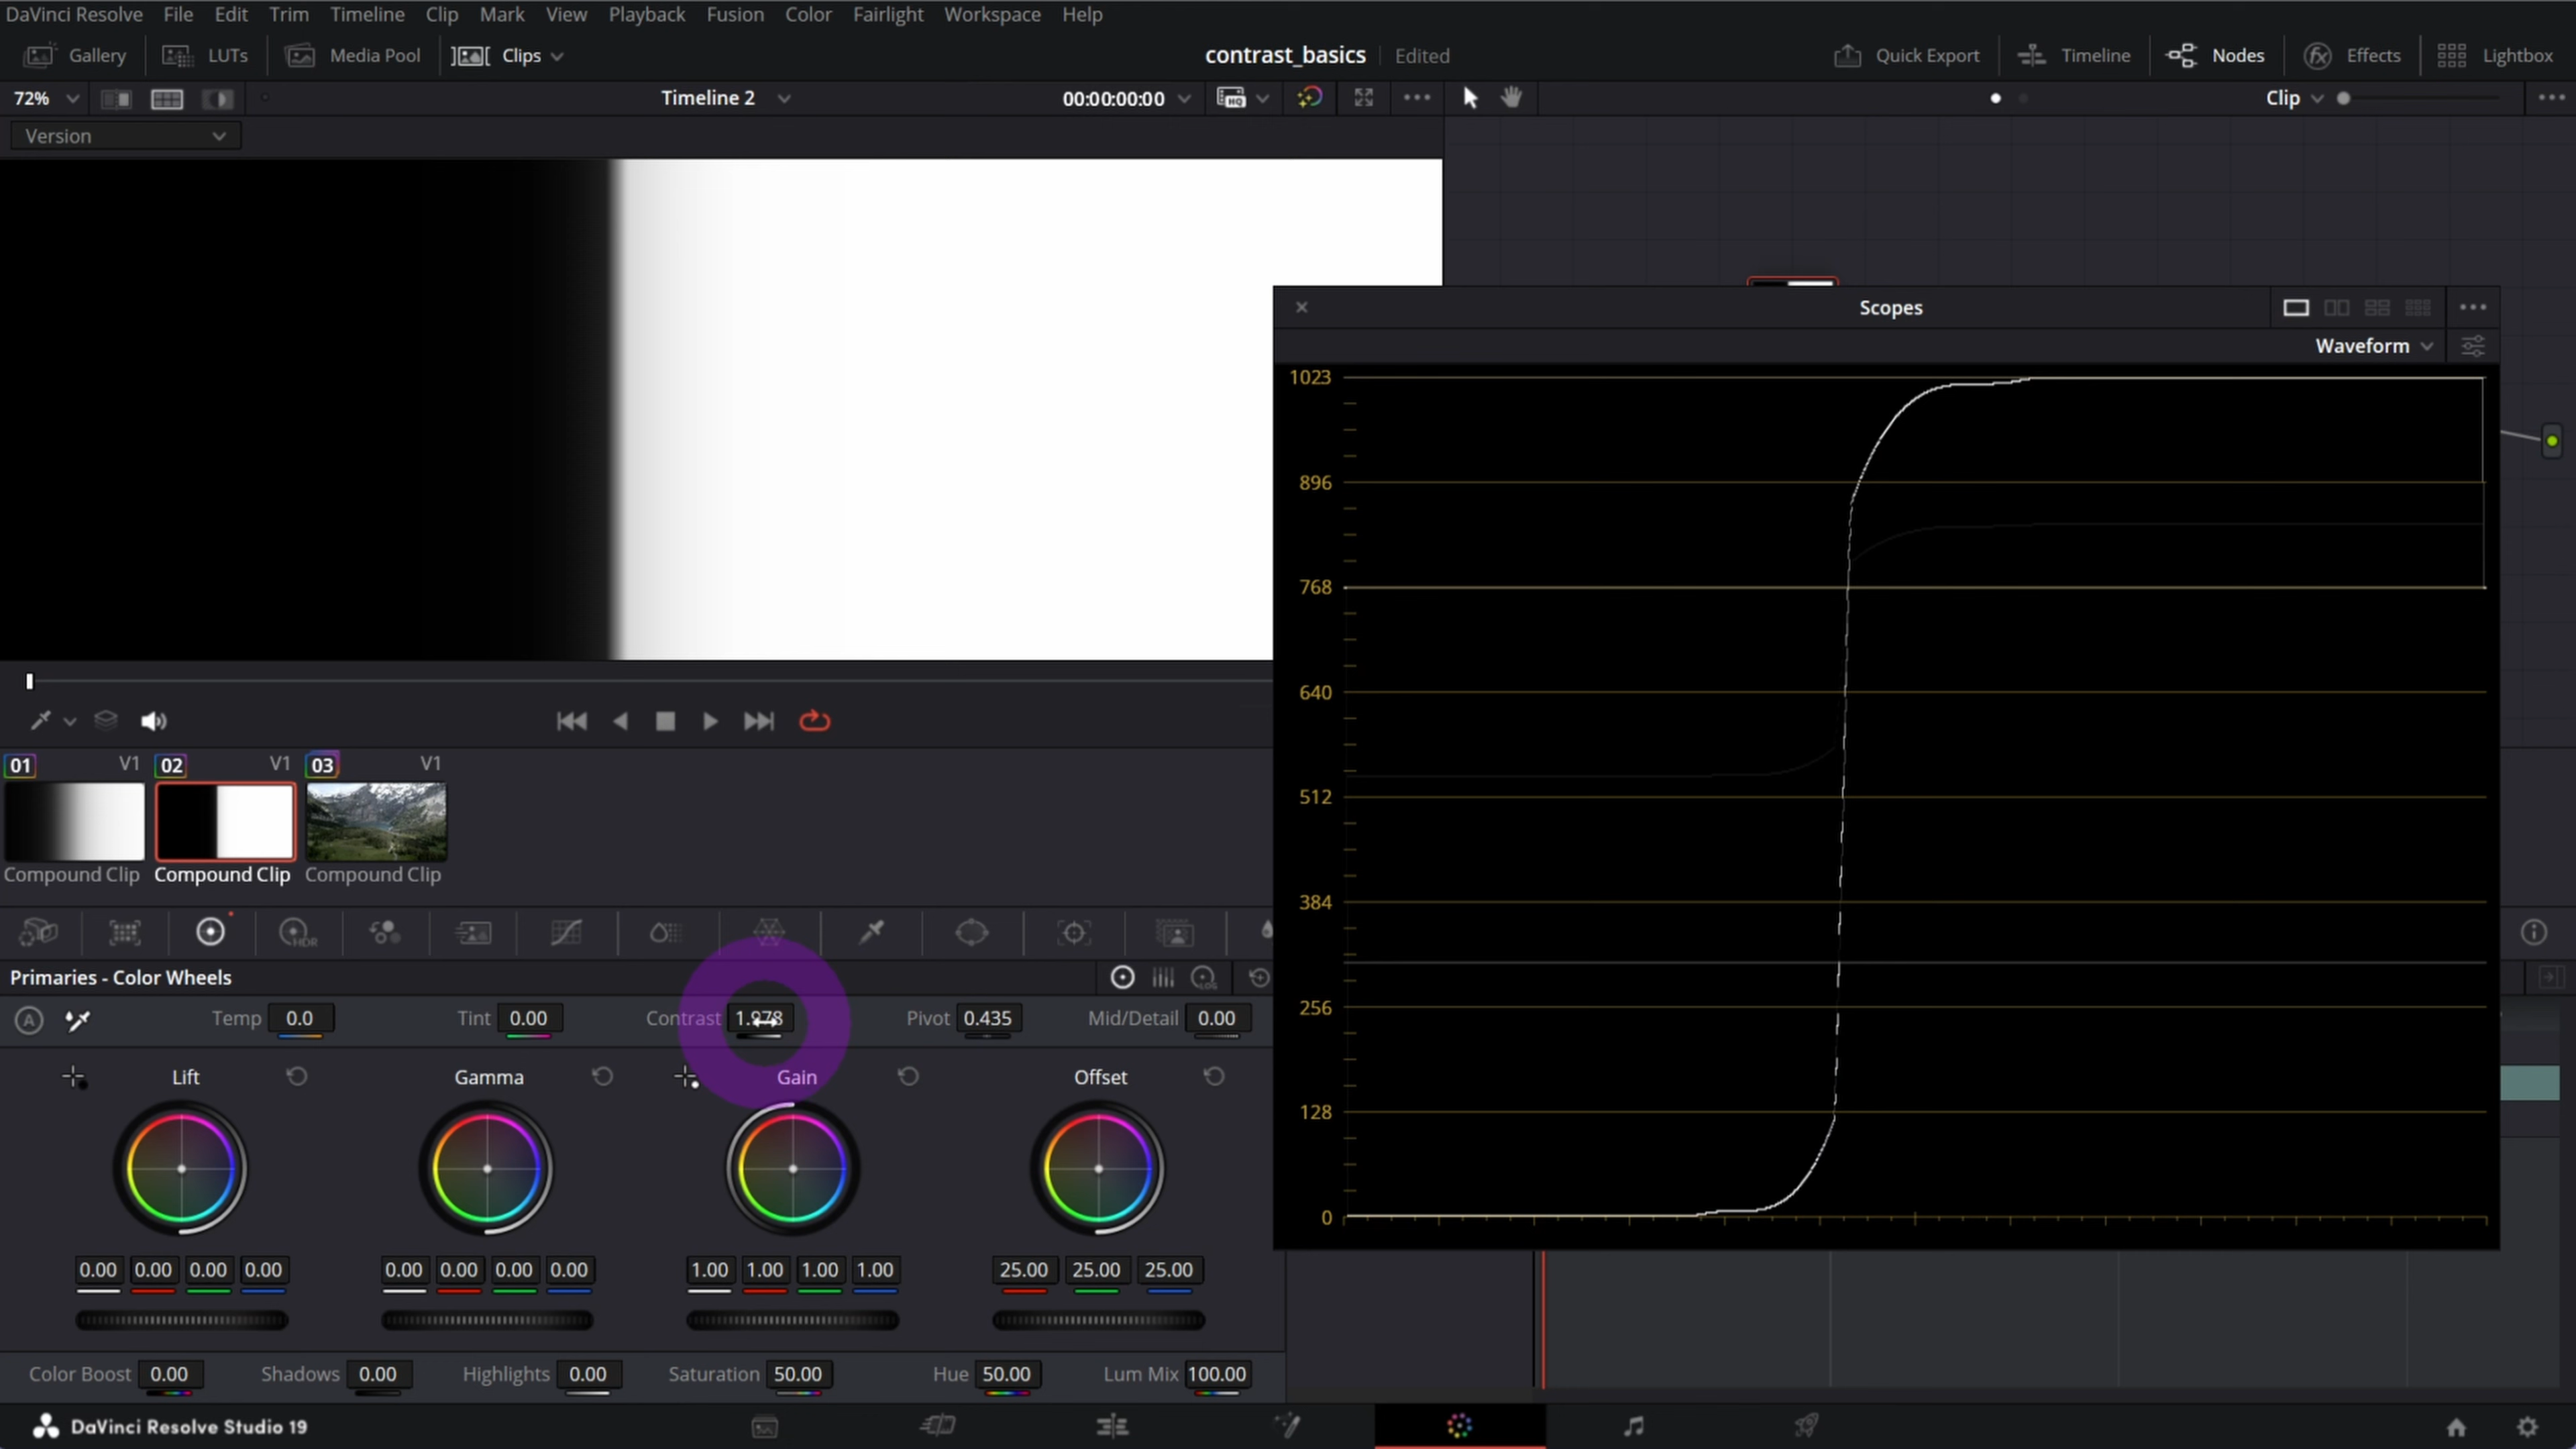 DaVinci Resolve File Edit Trim Timeline Clip Mark View Playback Fusion Color Fairlight Workspace Help
Gallery LUTs Media Pool Clips contrast_basics Edited Quick Export Timeline Nodes Effects Lightbox
72% Timeline 2 00:00:00:00 HQ Clip
Version
Scopes
Waveform
1023
896
768
640
512
384
256
128
0
01 V1 02 V1 03 V1
Compound Clip Compound Clip Compound Clip
HDR
Primaries - Color Wheels LOG
A Temp 0.0 Tint 0.00 Contrast Pivot 0.435 Mid/Detail 0.00
Lift Gamma Gain Offset
0.00 0.00 0.00 0.00 0.00 0.00 0.00 0.00 1.00 1.00 1.00 1.00 25.00 25.00 25.00
Color Boost 0.00 Shadows 0.00 Highlights 0.00 Saturation 50.00 Hue 50.00 Lum Mix 100.00
DaVinci Resolve Studio 19